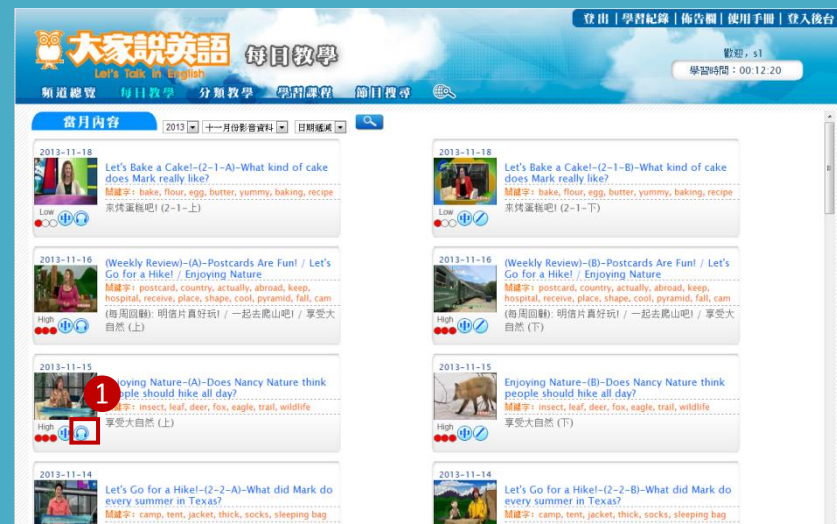 登出 | 學習紀錄 | 佈告欄 | 使用手冊 | 登入後台
大家說英語 每日教學
Let's Talk In English
歡迎, s1
學習時間：00:12:20
頻道總覽 每日教學 分類教學 學習課程 節目搜尋
當月內容 2013 十一月份影音資料 日期遞減
2013-11-18
Let's Bake a Cake!-(2-1-A)-What kind of cake
does Mark really like?
關鍵字: bake, flour, egg, butter, yummy, baking, recipe
來烤蛋糕吧! (2-1-上)
Low
中
2013-11-18
Let's Bake a Cake!-(2-1-B)-What kind of cake
does Mark really like?
關鍵字: bake, flour, egg, butter, yummy, baking, recipe
來烤蛋糕吧! (2-1-下)
Low
中
2013-11-16
(Weekly Review)-(A)-Postcards Are Fun! / Let's
Go for a Hike! / Enjoying Nature
關鍵字: postcard, country, actually, abroad, keep,
hospital, receive, place, shape, cool, pyramid, fall, cam
(每周回顧): 明信片真好玩! / 一起去爬山吧! / 享受大
自然 (上)
High
中
2013-11-16
(Weekly Review)-(B)-Postcards Are Fun! / Let's
Go for a Hike! / Enjoying Nature
關鍵字: postcard, country, actually, abroad, keep,
hospital, receive, place, shape, cool, pyramid, fall, cam
(每周回顧): 明信片真好玩! / 一起去爬山吧! / 享受大
自然 (下)
High
中
2013-11-15
joying Nature-(A)-Does Nancy Nature think
people should hike all day?
1
關鍵字: insect, leaf, deer, fox, eagle, trail, wildlife
享受大自然 (上)
High
中
2013-11-15
Enjoying Nature-(B)-Does Nancy Nature think
people should hike all day?
關鍵字: insect, leaf, deer, fox, eagle, trail, wildlife
享受大自然 (下)
High
中
2013-11-14
Let's Go for a Hike!-(2-2-A)-What did Mark do
every summer in Texas?
關鍵字: camp, tent, jacket, thick, socks, sleeping bag
2013-11-14
Let's Go for a Hike!-(2-2-B)-What did Mark do
every summer in Texas?
關鍵字: camp, tent, jacket, thick, socks, sleeping bag